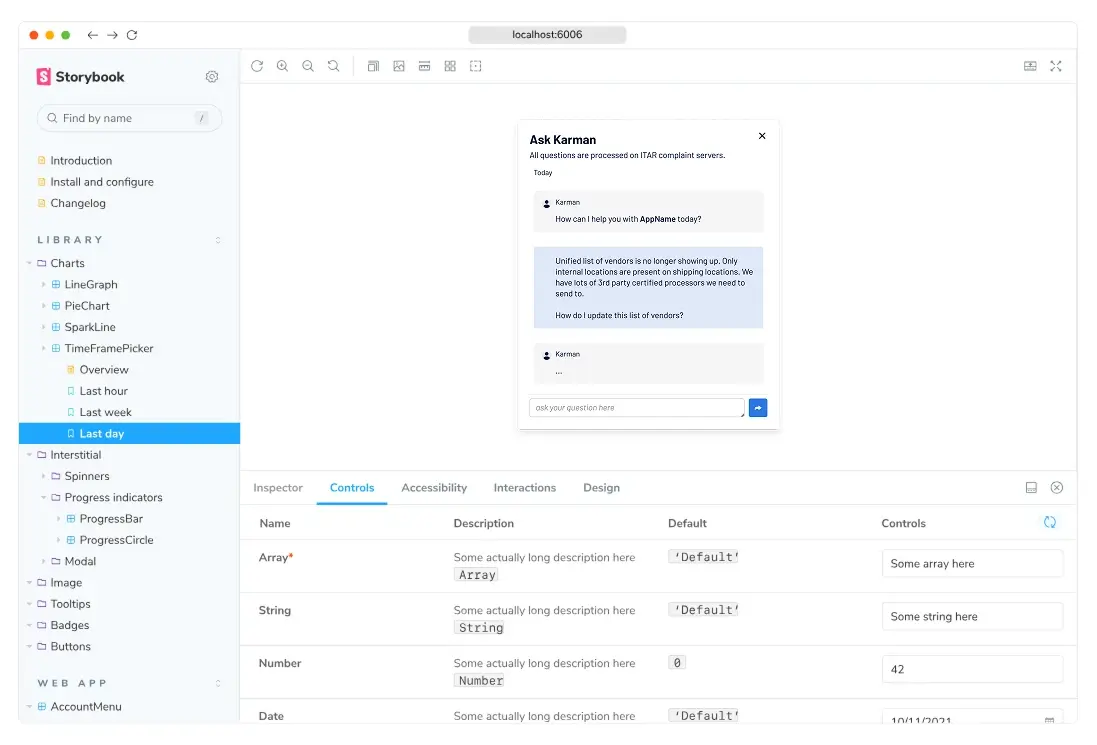 localhost:6006
Storybook
Find by name /
Introduction
Install and configure
Changelog
LIBRARY
Charts
LineGraph
PieChart
SparkLine
TimeFramePicker
Overview
Last hour
Last week
Last day
Interstitial
Spinners
Progress indicators
ProgressBar
ProgressCircle
Modal
Image
Tooltips
Badges
Buttons
WEB APP
AccountMenu
Ask Karman
All questions are processed on ITAR complaint servers.
Today
Karman
How can I help you with AppName today?
Unified list of vendors is no longer showing up. Only
internal locations are present on shipping locations. We
have lots of 3rd party certified processors we need to
send to.
How do I update this list of vendors?
Karman
...
ask your question here
Inspector Controls Accessibility Interactions Design
Name Description Default Controls
Array* Some actually long description here ‘Default’ Some array here
Array
String Some actually long description here ‘Default’ Some string here
String
Number Some actually long description here 0 42
Number
Date Some actually long description here ‘Default’ 10/11/2021